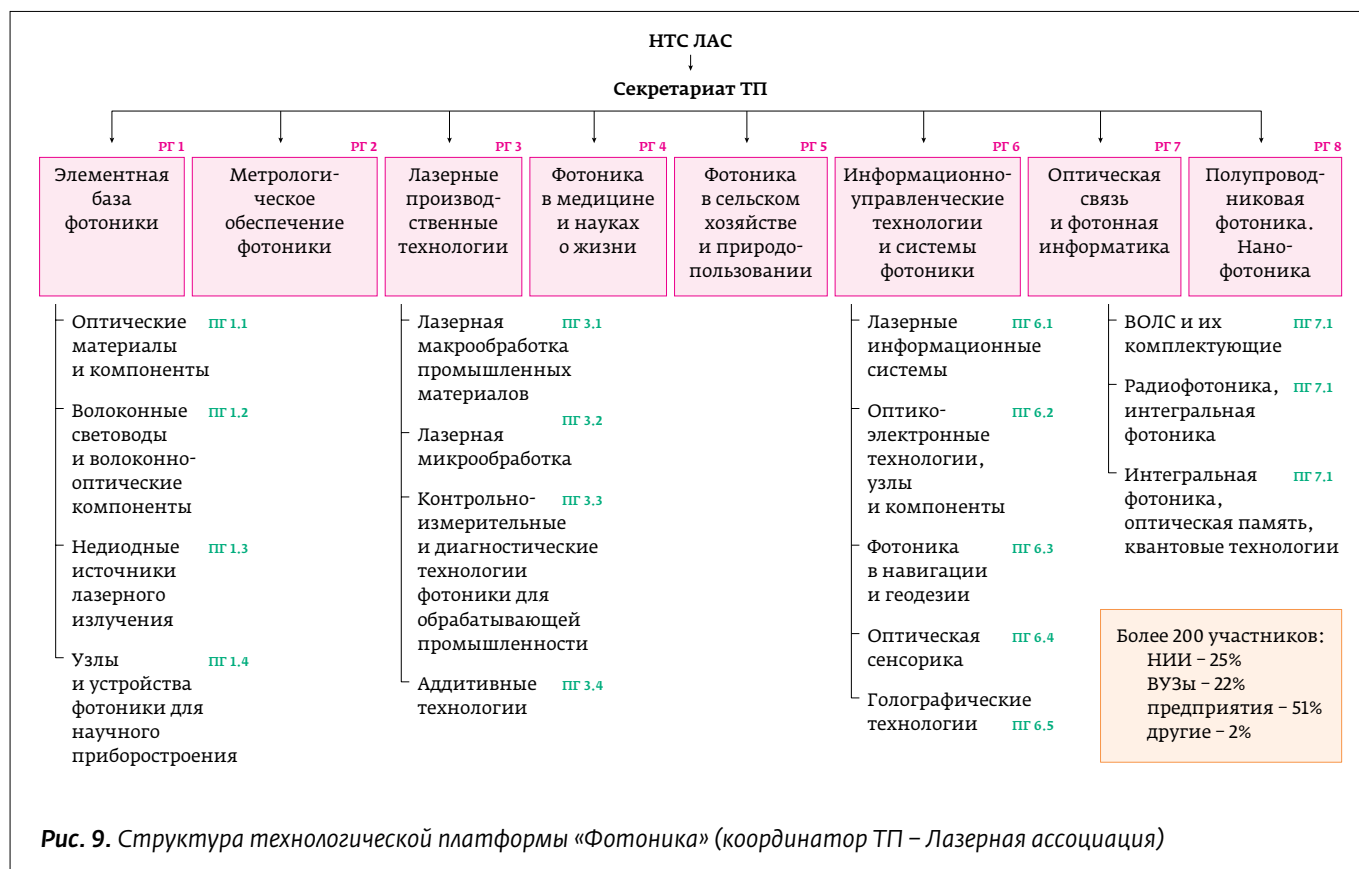 НТС ЛАС
Секретариат ТП
РГ 1
Элементная
база
фотоники
РГ 2
Метрологи-
ческое
обеспечение
фотоники
РГ 3
Лазерные
производ-
ственные
технологии
РГ 4
Фотоника
в медицине
и науках
о жизни
РГ 5
Фотоника
в сельском
хозяйстве
и природо-
пользовании
РГ 6
Информационно-
управленческие
технологии
и системы
фотоники
РГ 7
Оптическая
связь
и фотонная
информатика
РГ 8
Полупровод-
никовая
фотоника.
Нано-
фотоника
Оптические ПГ 1.1
материалы
и компоненты
Волоконные ПГ 1.2
световоды
и волоконно-
оптические
компоненты
Недиодные ПГ 1.3
источники
лазерного
излучения
Узлы ПГ 1.4
и устройства
фотоники для
научного
приборостроения
Лазерная ПГ 3.1
макрообработка
промышленных
материалов
ПГ 3.2
Лазерная
микрообработка
Контрольно- ПГ 3.3
измерительные
и диагностические
технологии
фотоники для
обрабатывающей
промышленности
Аддитивные ПГ 3.4
технологии
Лазерные ПГ 6.1
информационные
системы
Оптико- ПГ 6.2
электронные
технологии,
узлы
и компоненты
Фотоника ПГ 6.3
в навигации
и геодезии
Оптическая ПГ 6.4
сенсорика
Голографические
технологии ПГ 6.5
ВОЛС и их ПГ 7.1
комплектующие
Радиофотоника, ПГ 7.1
интегральная
фотоника
Интегральная ПГ 7.1
фотоника,
оптическая память,
квантовые технологии
Более 200 участников:
НИИ – 25%
ВУЗы – 22%
предприятия – 51%
другие – 2%
Рис. 9. Структура технологической платформы «Фотоника» (координатор ТП – Лазерная ассоциация)